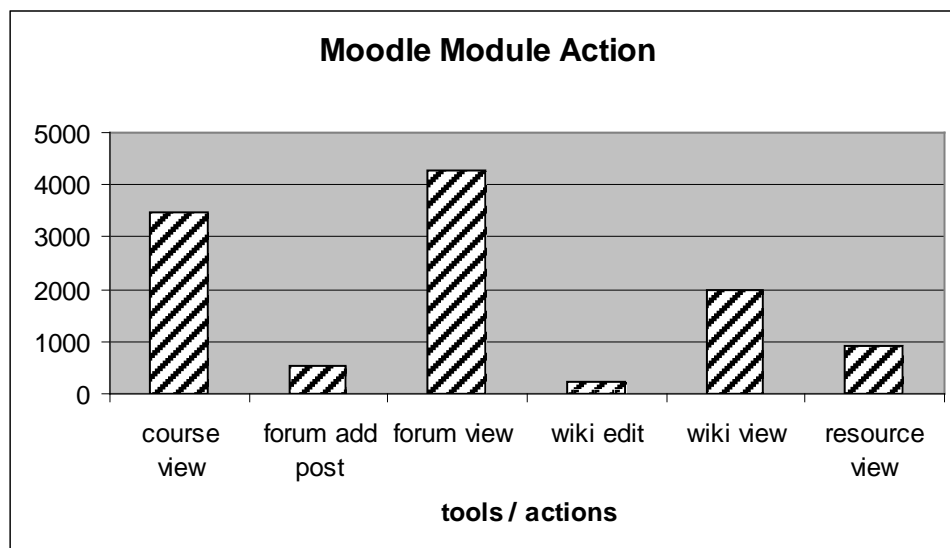 Moodle Module Action
5000
4000
3000
2000
1000
0
course view
forum add post
forum view
wiki edit
wiki view
resource view
tools / actions